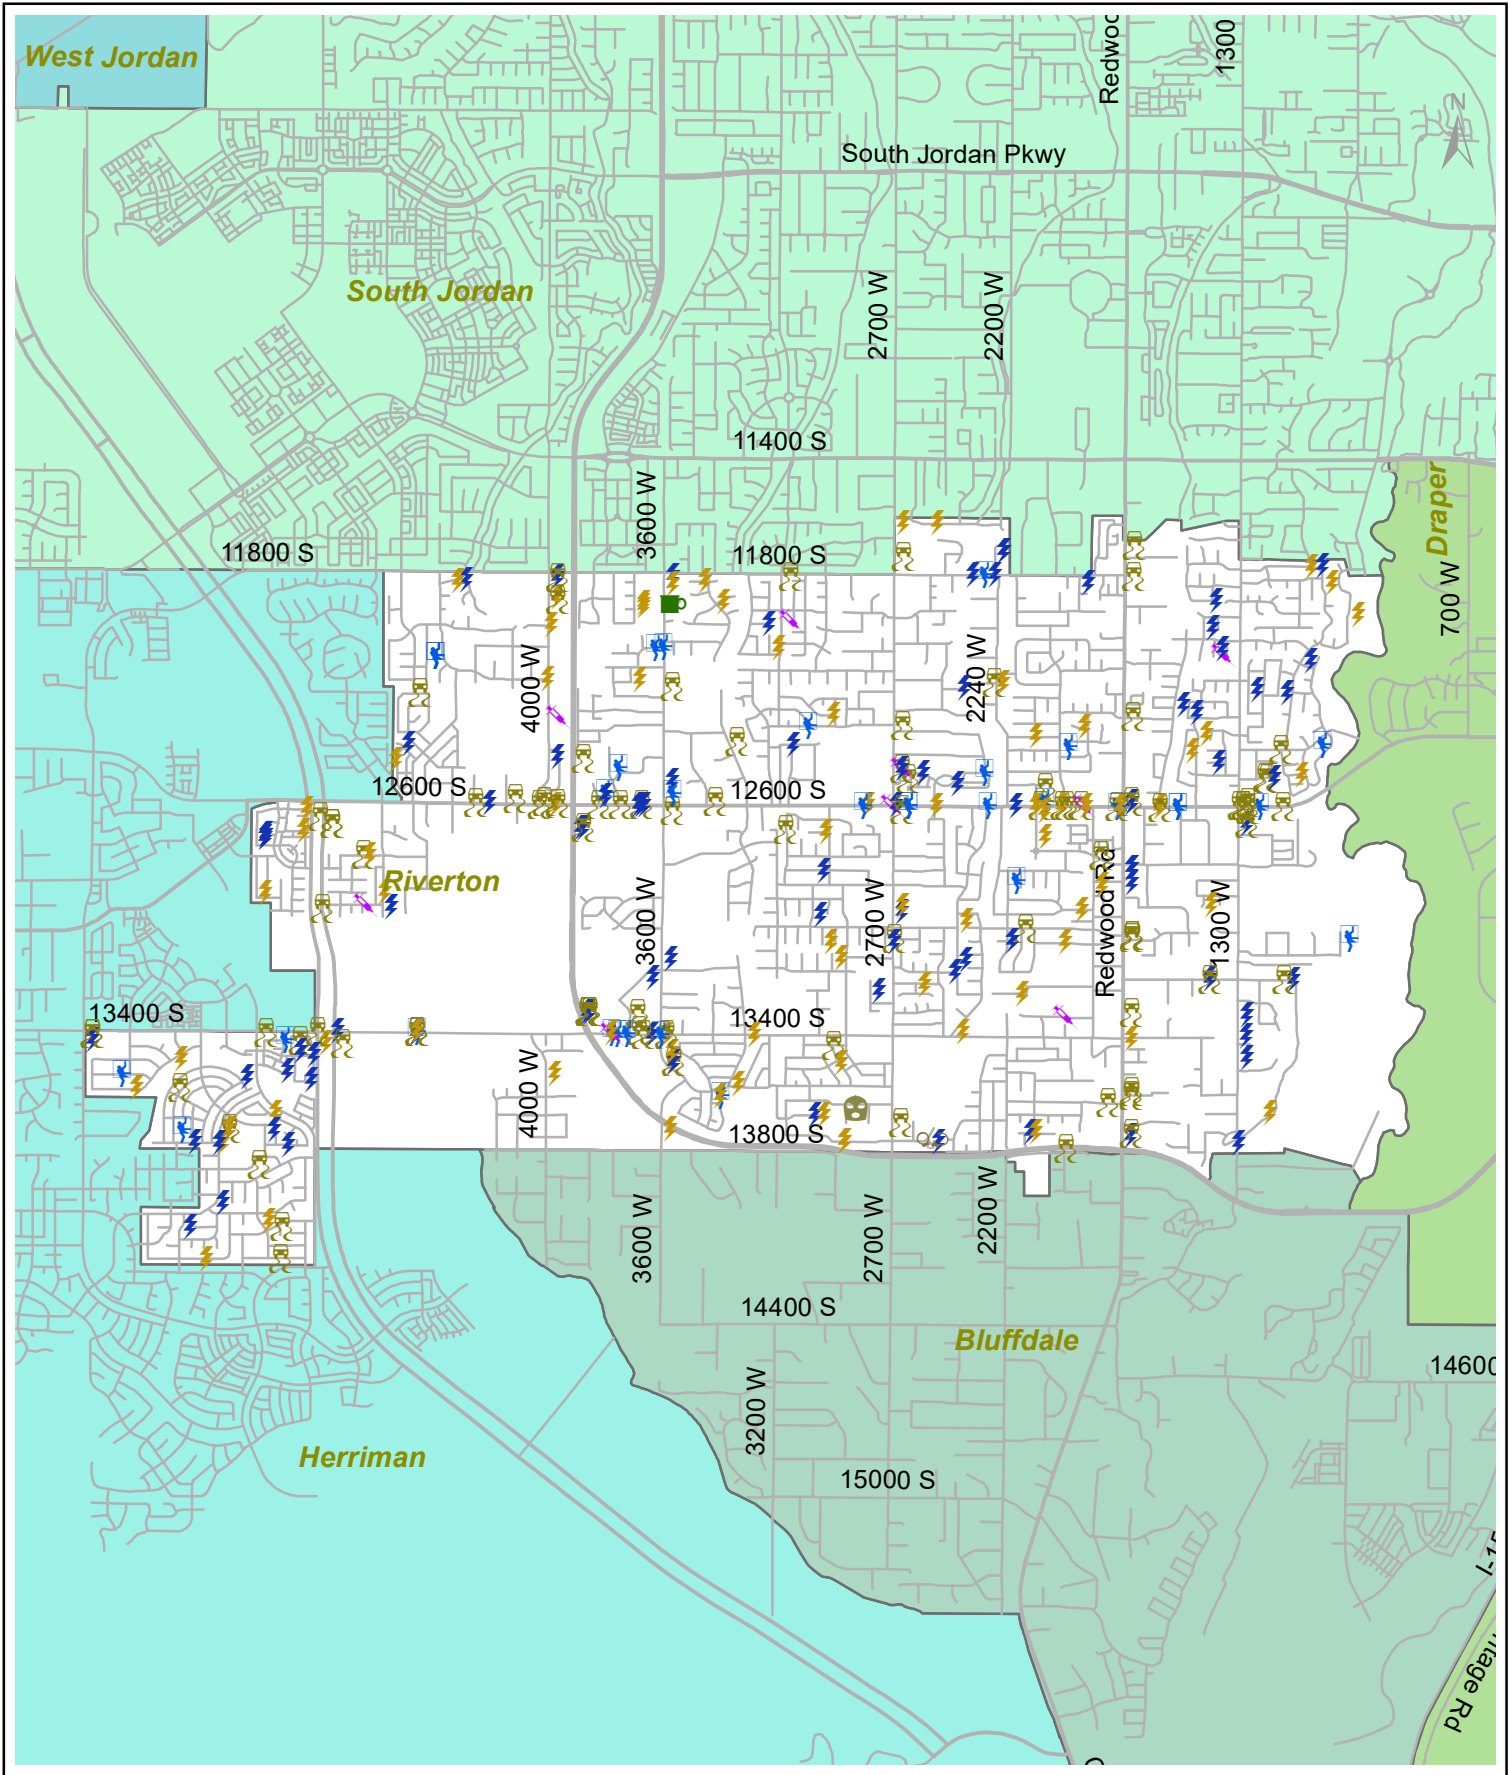 West Jordan
Redwoo
1300
N
South Jordan Pkwy
South Jordan
2700 W
2200 W
11400 S
3600 W
Draper
11800 S
11800 S
700 W
4000 W
2240 W
12600 S
12600 S
Riverton
3600 W
2700 W
Redwood Rd
1300 W
13400 S
13400 S
4000 W
13800 S
3600 W
2700 W
2200 W
14400 S
Bluffdale
14600
3200 W
Herriman
15000 S
I-15
ntage Rd